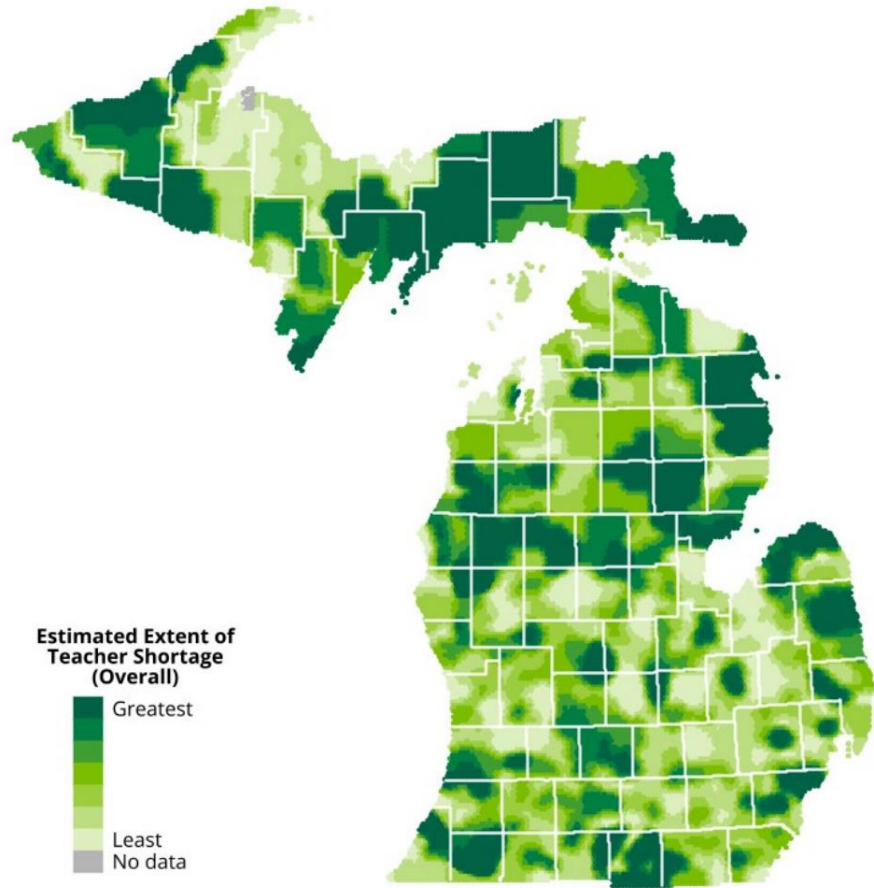 Estimated Extent of
Teacher Shortage
(Overall)
Greatest
Least
No data